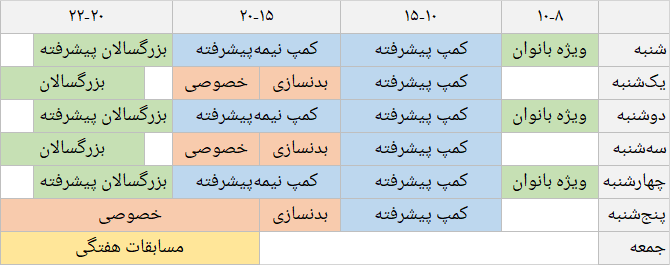 ۸-۱۰ ۱۰-۱۵ ۱۵-۲۰ ۲۰-۲۲
شنبه ویژه بانوان کمپ پیشرفته کمپ نیمه‌پیشرفته بزرگسالان پیشرفته
یک‌شنبه کمپ پیشرفته بدنسازی خصوصی بزرگسالان
دوشنبه ویژه بانوان کمپ پیشرفته کمپ نیمه‌پیشرفته بزرگسالان پیشرفته
سه‌شنبه کمپ پیشرفته بدنسازی خصوصی بزرگسالان
چهارشنبه ویژه بانوان کمپ پیشرفته کمپ نیمه‌پیشرفته بزرگسالان پیشرفته
پنج‌شنبه کمپ پیشرفته بدنسازی خصوصی
جمعه مسابقات هفتگی